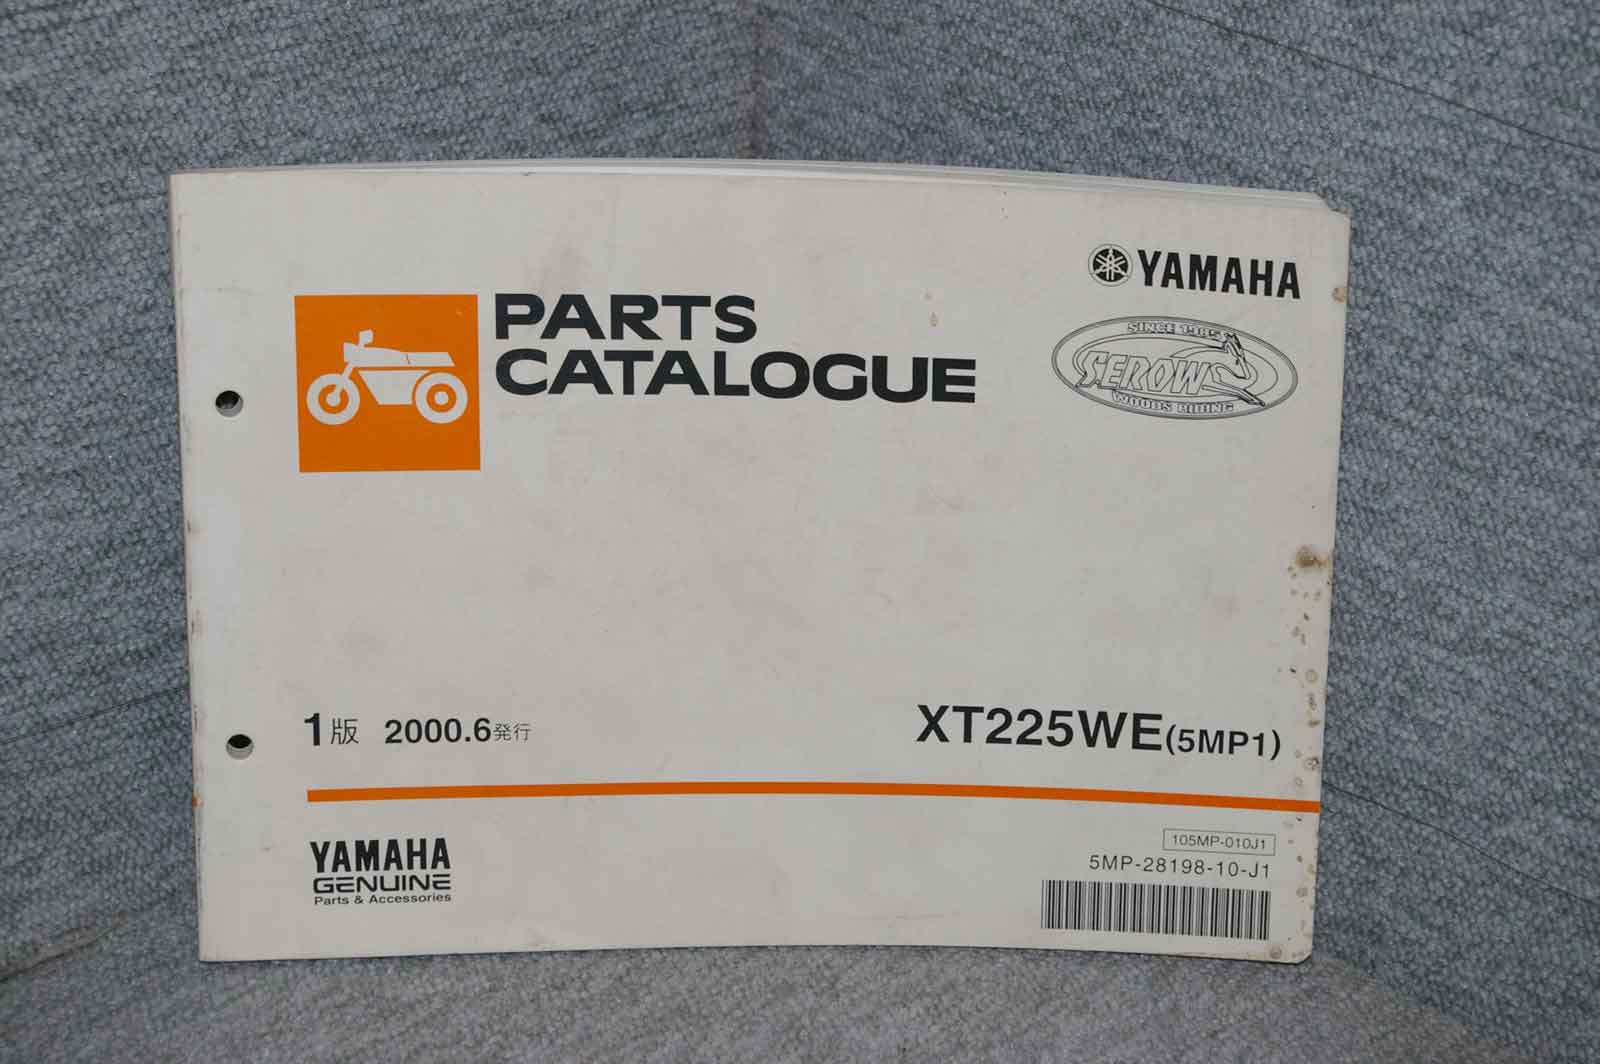 YAMAHA
PARTS
CATALOGUE
SINCE 1985
SEROW
WOODS RIDING
1版 2000.6発行
XT225WE(5MP1)
YAMAHA
GENUINE
Parts & Accessories
105MP-010J1
5MP-28198-10-J1